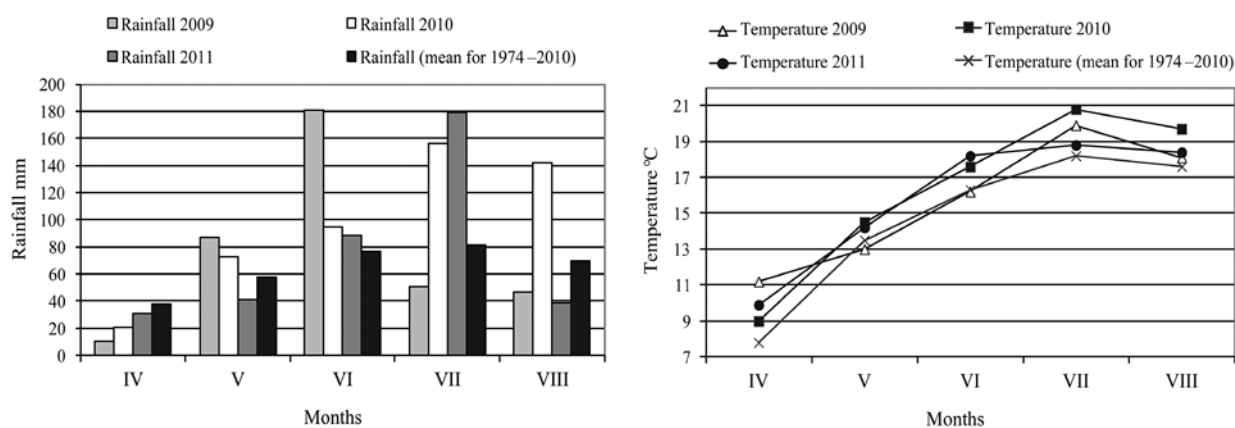 Rainfall 2009
Rainfall 2010
Rainfall 2011
Rainfall (mean for 1974 –2010)
Rainfall mm
200
180
160
140
120
100
80
60
40
20
0
IV V VI VII VIII
Months
Temperature 2009
Temperature 2010
Temperature 2011
Temperature (mean for 1974 –2010)
Temperature °C
21
19
17
15
13
11
9
7
IV V VI VII VIII
Months